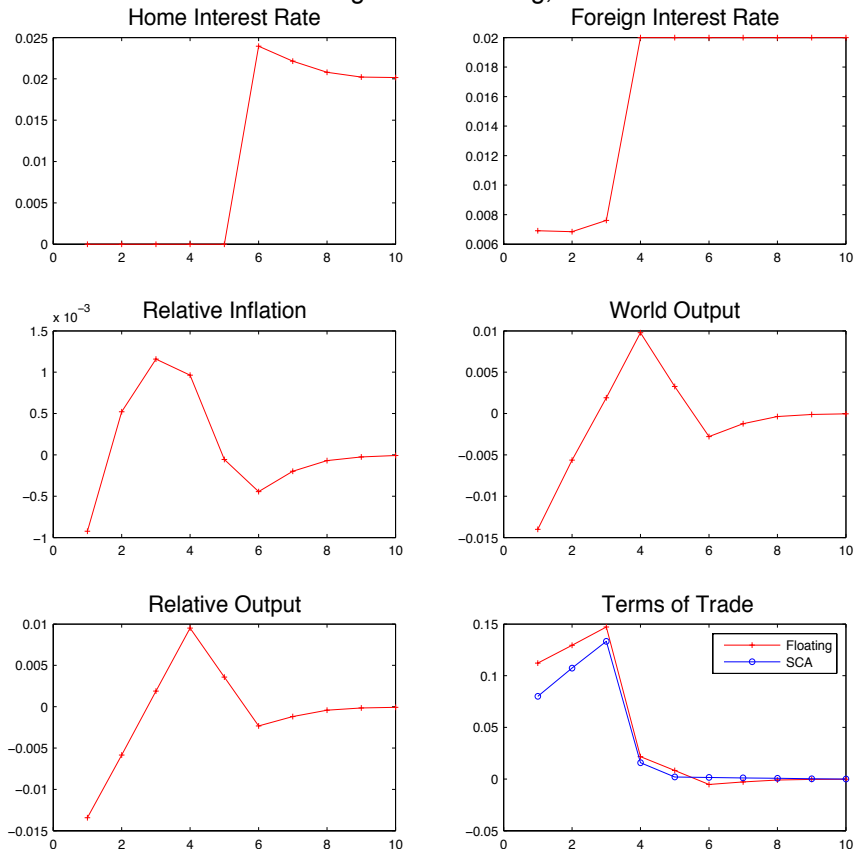 Home Interest Rate
0.025
0.02
0.015
0.01
0.005
0
0 2 4 6 8 10
Foreign Interest Rate
0.02
0.018
0.016
0.014
0.012
0.01
0.008
0.006
0 2 4 6 8 10
Relative Inflation
x 10⁻³
1.5
1
0.5
0
−0.5
−1
0 2 4 6 8 10
World Output
0.01
0.005
0
−0.005
−0.01
−0.015
0 2 4 6 8 10
Relative Output
0.01
0.005
0
−0.005
−0.01
−0.015
0 2 4 6 8 10
Terms of Trade
0.15
0.1
0.05
0
−0.05
Floating
SCA
0 2 4 6 8 10